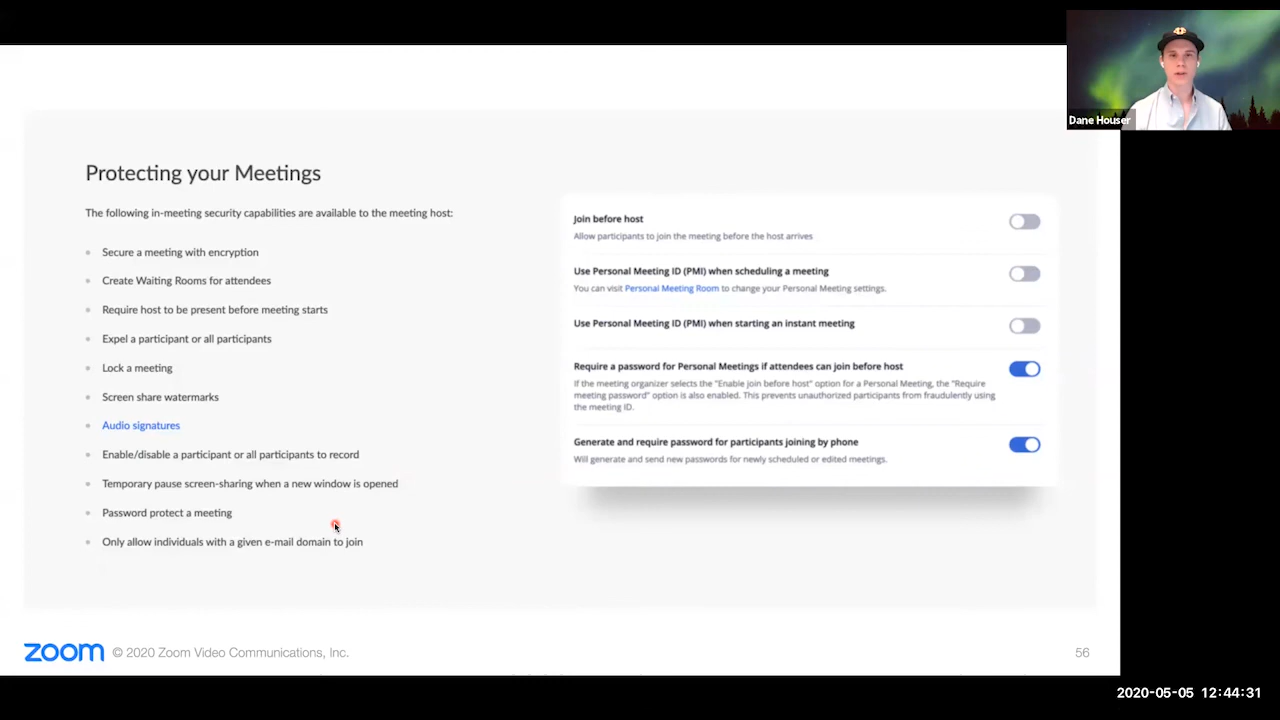 Dane Houser
Protecting your Meetings
The following in-meeting security capabilities are available to the meeting host:
Secure a meeting with encryption
Create Waiting Rooms for attendees
Require host to be present before meeting starts
Expel a participant or all participants
Lock a meeting
Screen share watermarks
Audio signatures
Enable/disable a participant or all participants to record
Temporary pause screen-sharing when a new window is opened
Password protect a meeting
Only allow individuals with a given e-mail domain to join
Join before host
Allow participants to join the meeting before the host arrives
Use Personal Meeting ID (PMI) when scheduling a meeting
You can visit Personal Meeting Room to change your Personal Meeting settings.
Use Personal Meeting ID (PMI) when starting an instant meeting
Require a password for Personal Meetings if attendees can join before host
If the meeting organizer selects the "Enable join before host" option for a Personal Meeting, the "Require
meeting password" option is also enabled. This prevents unauthorized participants from fraudulently using
the meeting ID.
Generate and require password for participants joining by phone
Will generate and send new passwords for newly scheduled or edited meetings.
zoom © 2020 Zoom Video Communications, Inc.
56
2020-05-05 12:44:31